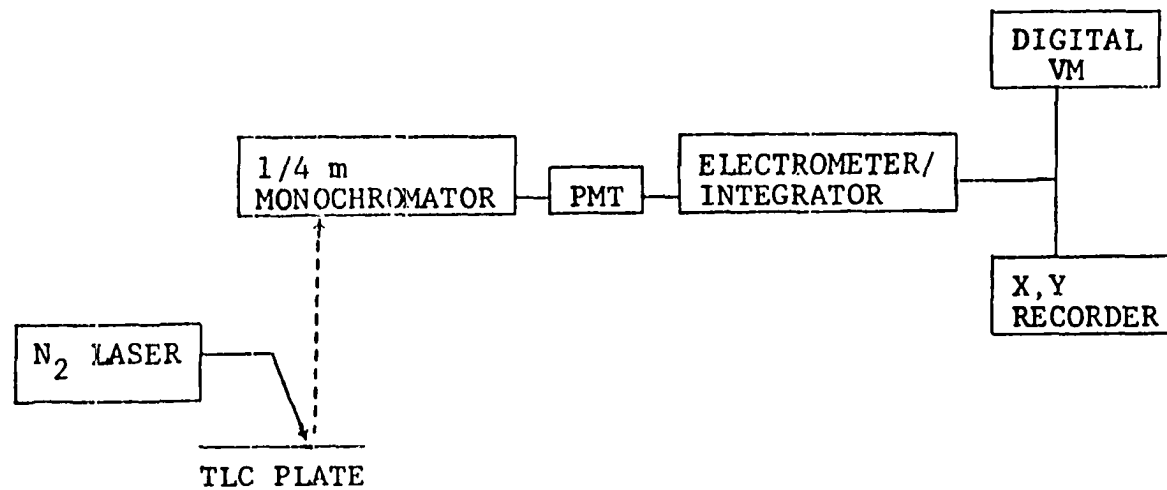 DIGITAL
VM
1/4 m
MONOCHROMATOR
PMT
ELECTROMETER/
INTEGRATOR
X,Y
RECORDER
N₂ LASER
TLC PLATE